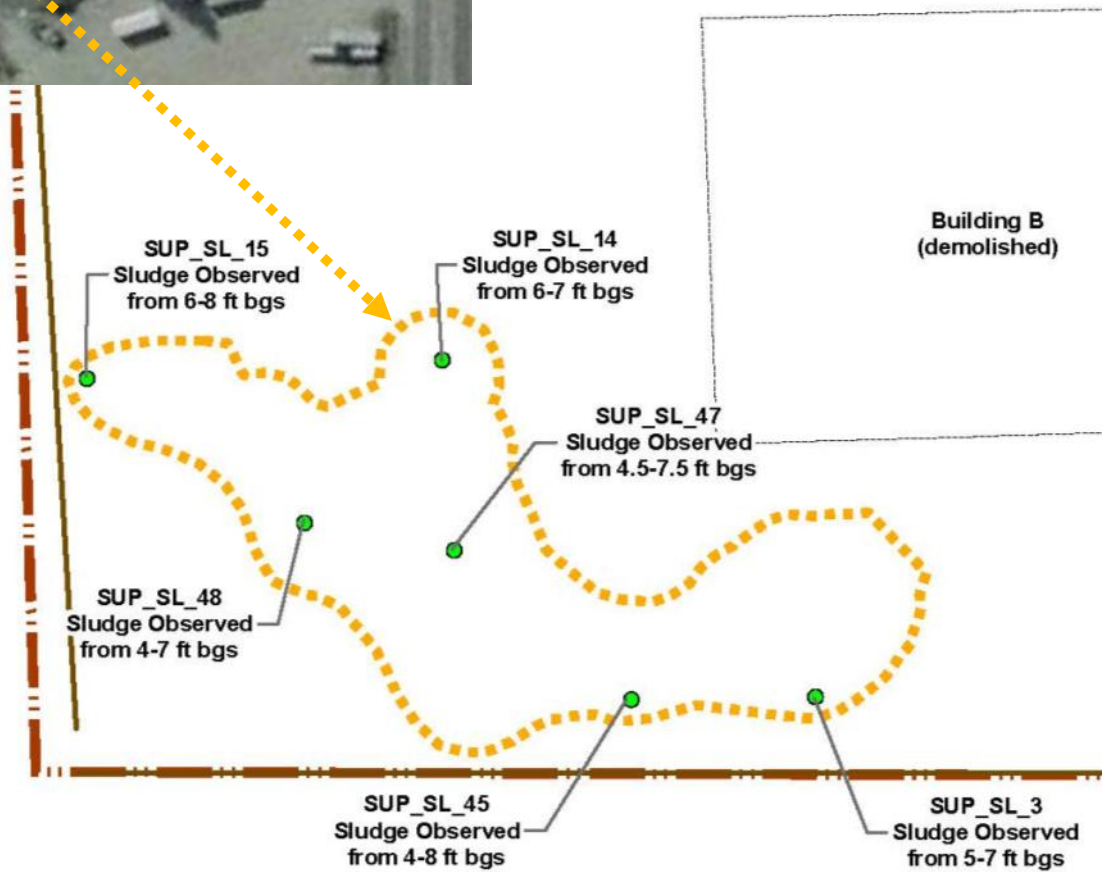 Building B
(demolished)
SUP_SL_15
Sludge Observed
from 6-8 ft bgs
SUP_SL_14
Sludge Observed
from 6-7 ft bgs
SUP_SL_47
Sludge Observed
from 4.5-7.5 ft bgs
SUP_SL_48
Sludge Observed
from 4-7 ft bgs
SUP_SL_45
Sludge Observed
from 4-8 ft bgs
SUP_SL_3
Sludge Observed
from 5-7 ft bgs